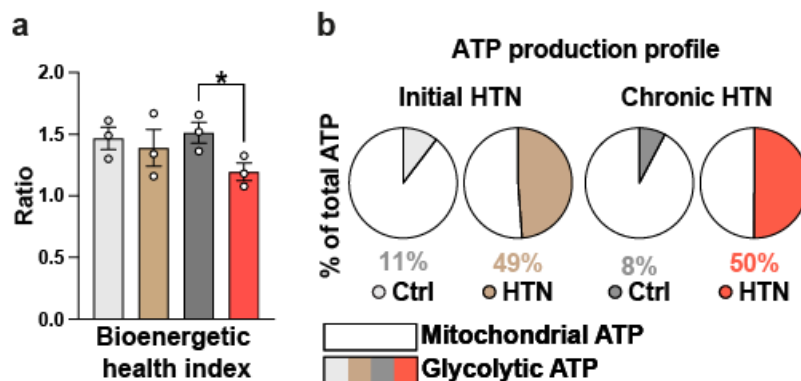 a
2.0
1.5
1.0
0.5
0.0
Ratio
*
Bioenergetic
health index
b
ATP production profile
Initial HTN Chronic HTN
% of total ATP
11% 49% 8% 50%
Ctrl HTN Ctrl HTN
Mitochondrial ATP
Glycolytic ATP